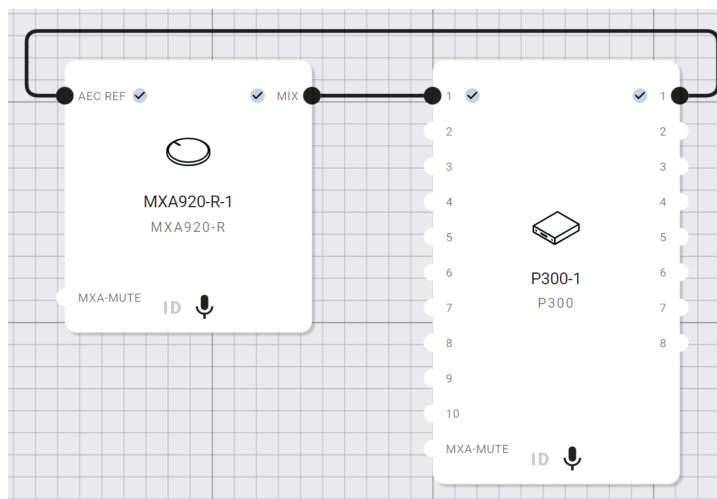 AEC REF
MIX
MXA920-R-1
MXA920-R
MXA-MUTE
ID
1
1
2
2
3
3
4
4
5
5
6
6
7
7
8
8
9
10
P300-1
P300
MXA-MUTE
ID